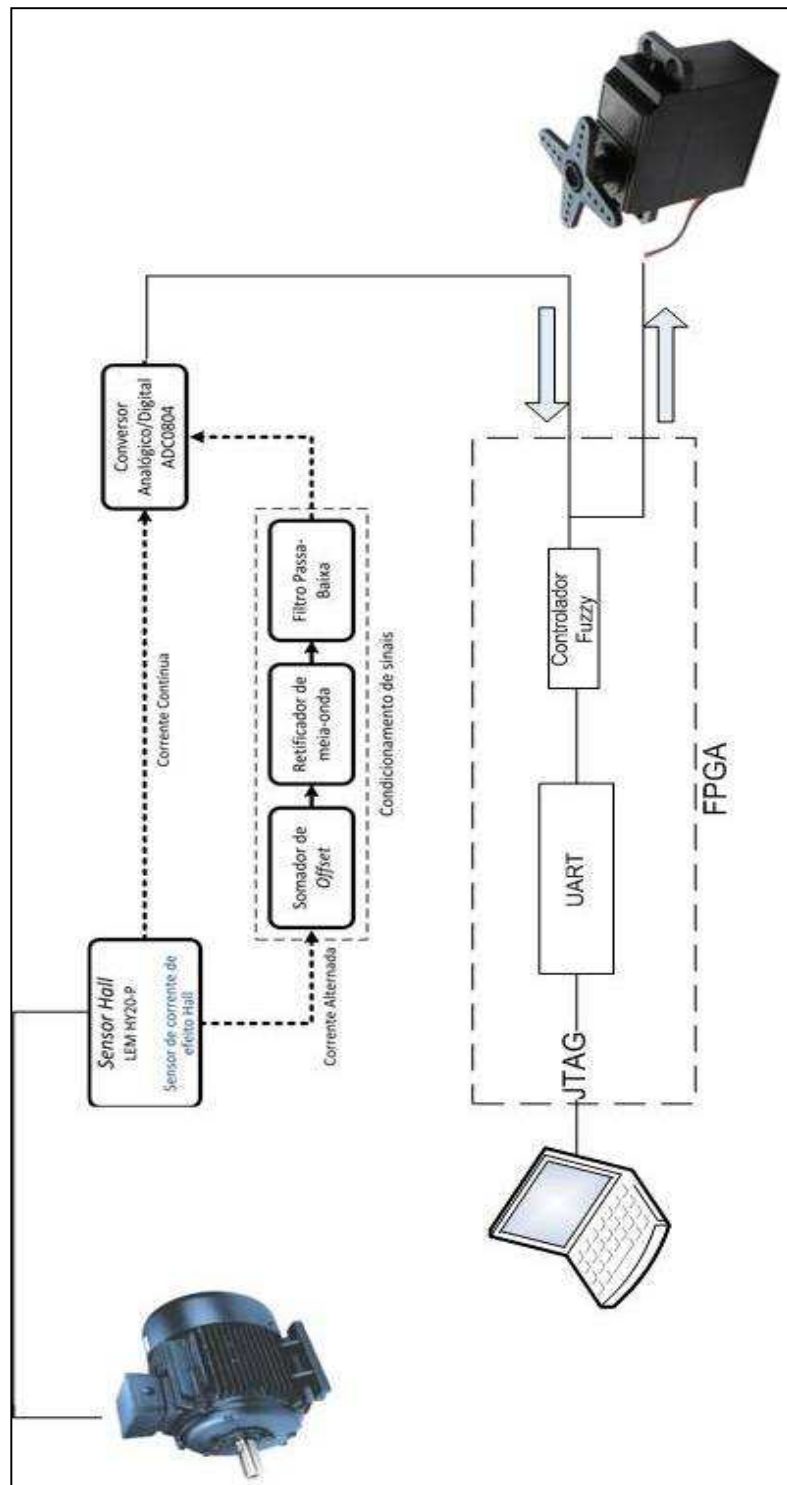 Sensor Hall
LEM HY20-P
Sensor de corrente de
efeito Hall
Corrente Contínua
Conversor
Analógico/Digital
ADC0804
Corrente Alternada
Somador de
Offset
Retificador de
meia-onda
Filtro Passa-
Baixa
Condicionamento de sinais
JTAG
UART
Controlador
Fuzzy
FPGA